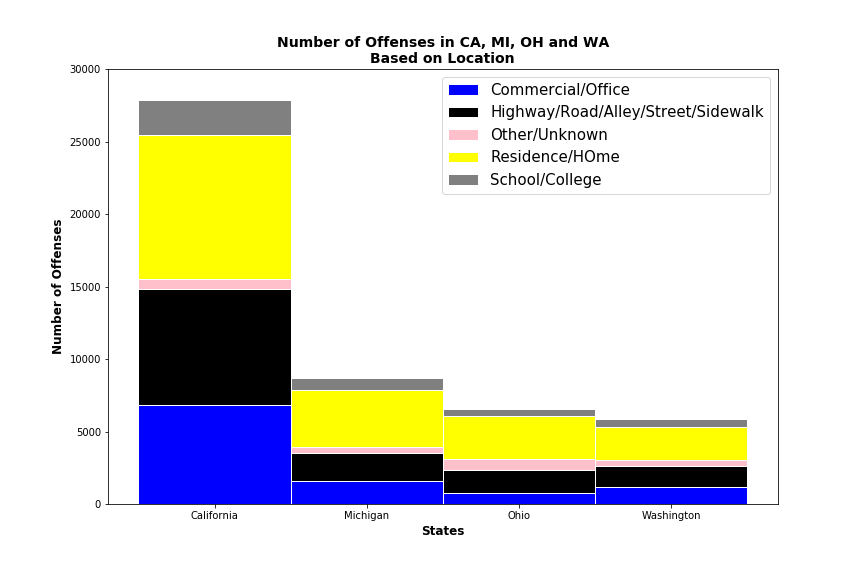 Number of Offenses in CA, MI, OH and WA
Based on Location
Commercial/Office
Highway/Road/Alley/Street/Sidewalk
Other/Unknown
Residence/HOme
School/College
Number of Offenses
30000
25000
20000
15000
10000
5000
0
California
Michigan
Ohio
Washington
States